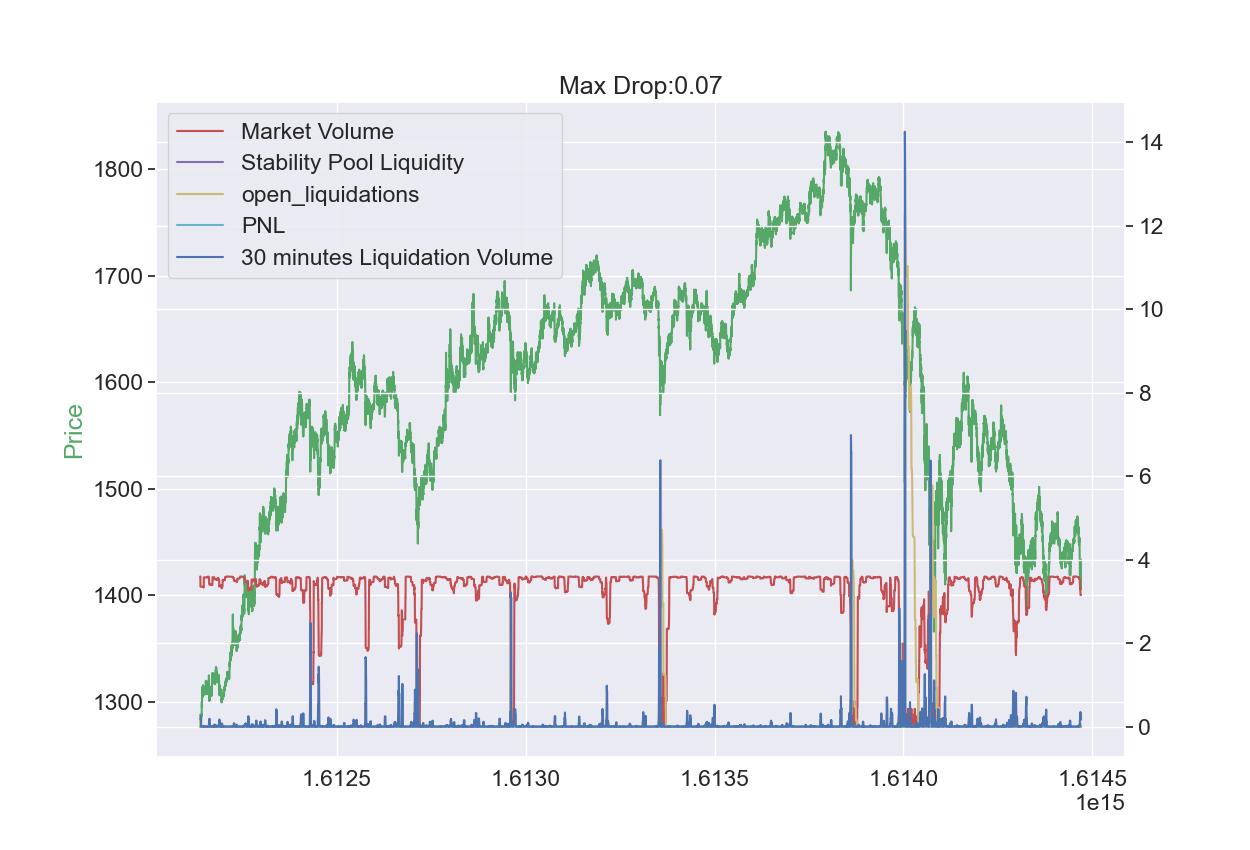 Max Drop:0.07
Market Volume
Stability Pool Liquidity
open_liquidations
PNL
30 minutes Liquidation Volume
Price
1800
1700
1600
1500
1400
1300
14
12
10
8
6
4
2
0
1.6125
1.6130
1.6135
1.6140
1.6145
1e15